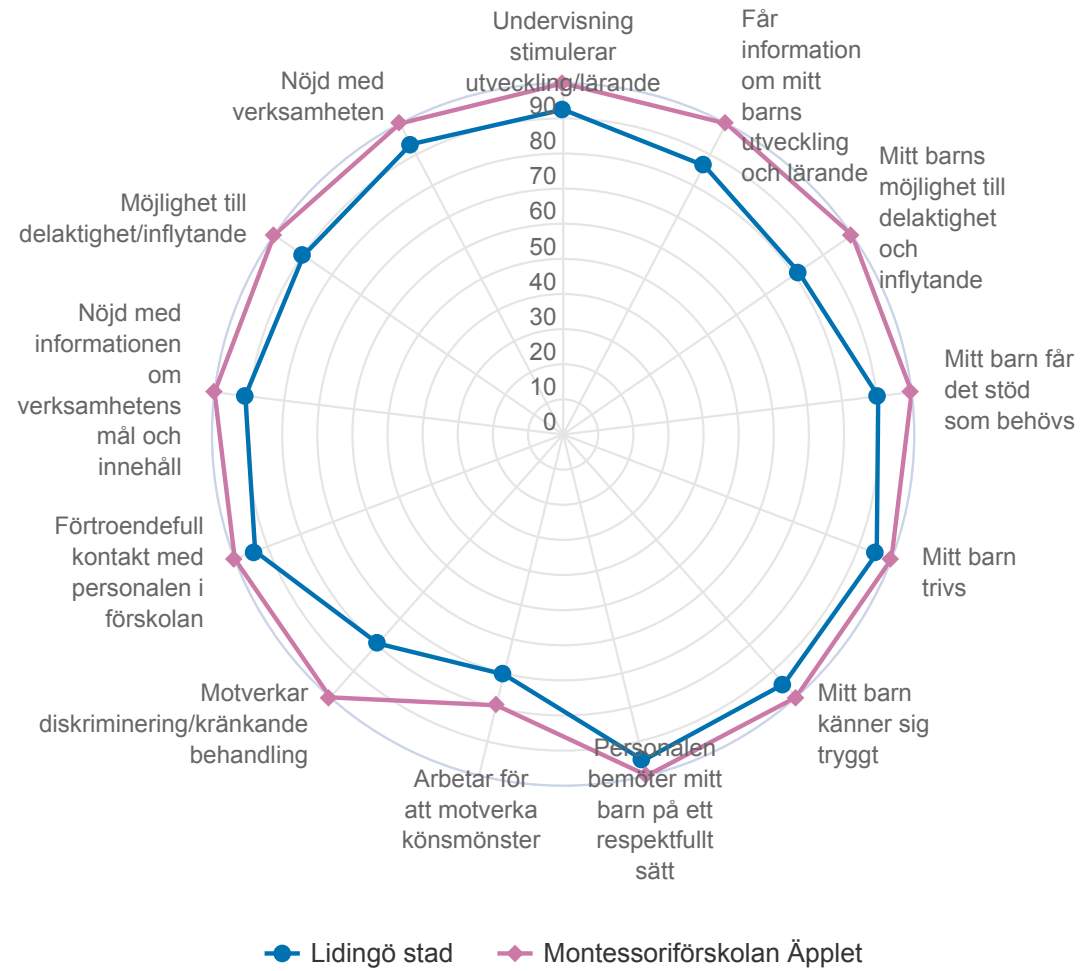 Undervisning
stimulerar
utveckling/lärande
Får
information
om mitt
barns
utveckling
och lärande
Mitt barns
möjlighet till
delaktighet
och
inflytande
Mitt barn får
det stöd
som behövs
Mitt barn
trivs
Mitt barn
känner sig
tryggt
Personalen
bemöter mitt
barn på ett
respektfullt
sätt
Arbetar för
att motverka
könsmönster
Motverkar
diskriminering/kränkande
behandling
Förtroendefull
kontakt med
personalen i
förskolan
Nöjd med
informationen
om
verksamhetens
mål och
innehåll
Möjlighet till
delaktighet/inflytande
Nöjd med
verksamheten
90
80
70
60
50
40
30
20
10
0
Lidingö stad
Montessoriförskolan Äpplet